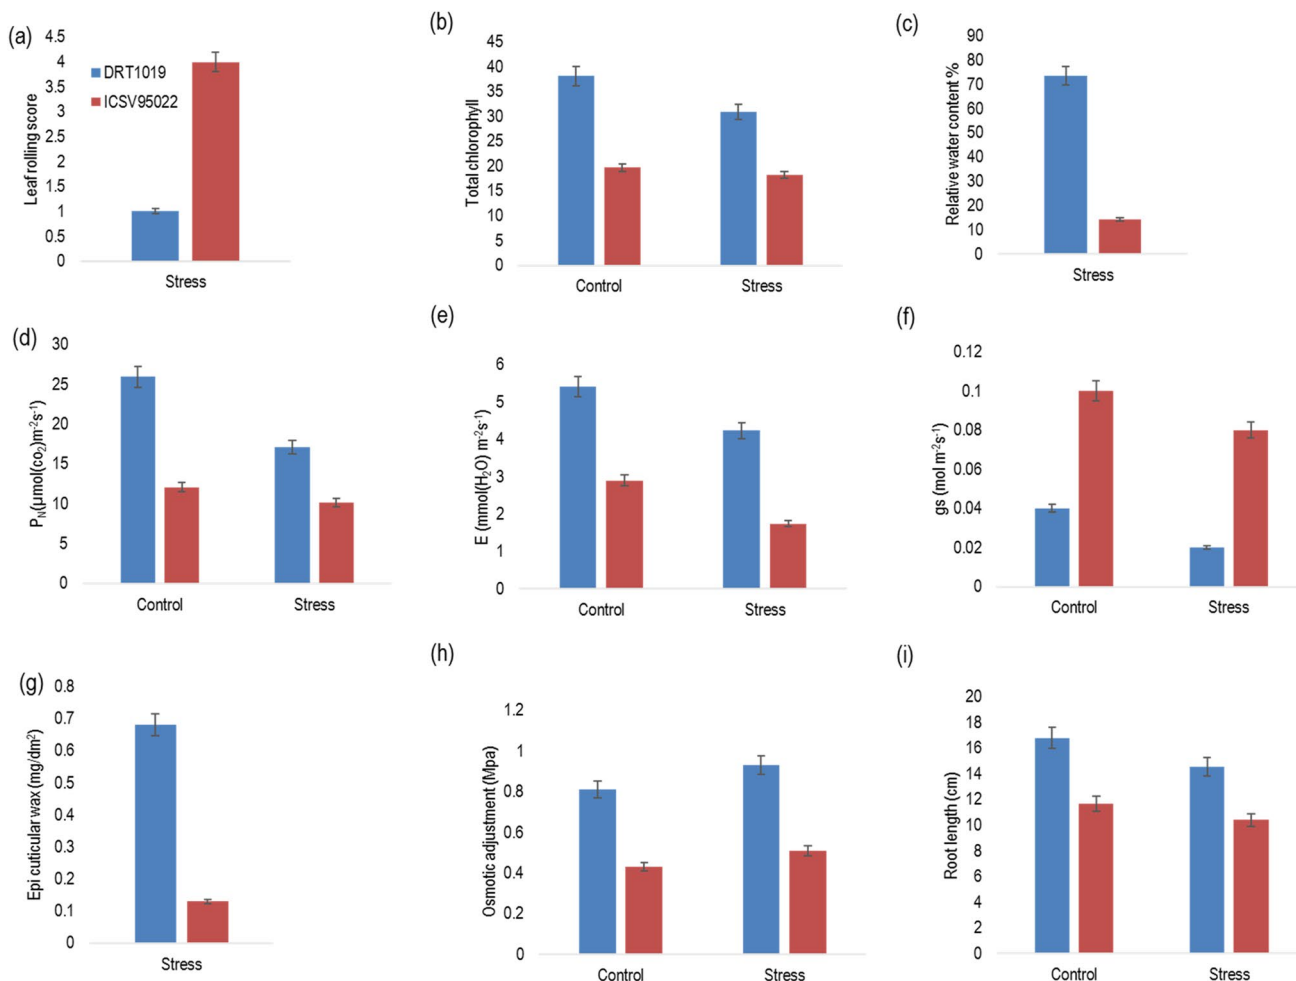 (a)
Leaf rolling score
4.5
4
3.5
3
2.5
2
1.5
1
0.5
0
DRT1019
ICSV95022
Stress
(b)
Total chlorophyll
45
40
35
30
25
20
15
10
5
0
Control Stress
(c)
Relative water content %
90
80
70
60
50
40
30
20
10
0
Stress
(d)
P_N(µmol(co₂)m⁻²s⁻¹)
30
25
20
15
10
5
0
Control Stress
(e)
E (mmol(H₂O) m⁻²s⁻¹)
6
5
4
3
2
1
0
Control Stress
(f)
gs (mol m⁻²s⁻¹)
0.12
0.1
0.08
0.06
0.04
0.02
0
Control Stress
(g)
Epi cuticular wax (mg/dm²)
0.8
0.7
0.6
0.5
0.4
0.3
0.2
0.1
0
Stress
(h)
Osmotic adjustment (Mpa)
1.2
1
0.8
0.6
0.4
0.2
0
Control Stress
(i)
Root length (cm)
20
18
16
14
12
10
8
6
4
2
0
Control Stress